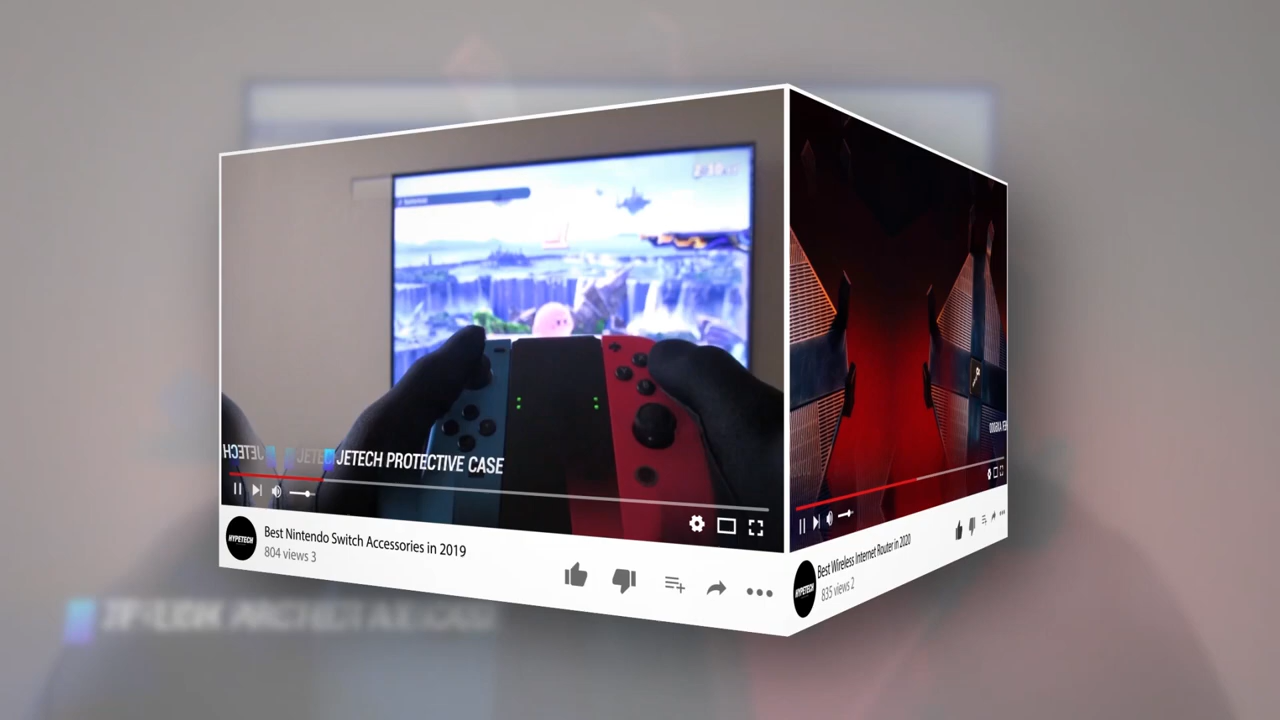 JETECH PROTECTIVE CASE
HYPETECH
Best Nintendo Switch Accessories in 2019
804 views 3
HYPETECH
Best Wireless Internet Router in 2020
835 views 2